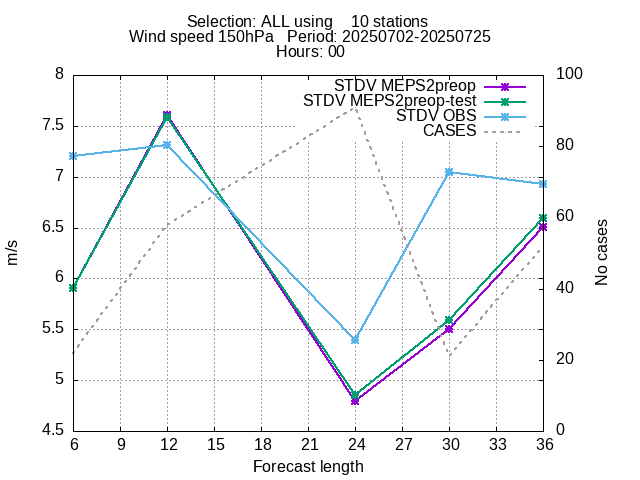 Selection: ALL using    10 stations
Wind speed 150hPa   Period: 20250702-20250725
Hours: 00
STDV MEPS2preop
STDV MEPS2preop-test
STDV OBS
CASES
8
7.5
7
6.5
6
5.5
5
4.5
m/s
100
80
60
40
20
0
No cases
6 9 12 15 18 21 24 27 30 33 36
Forecast length